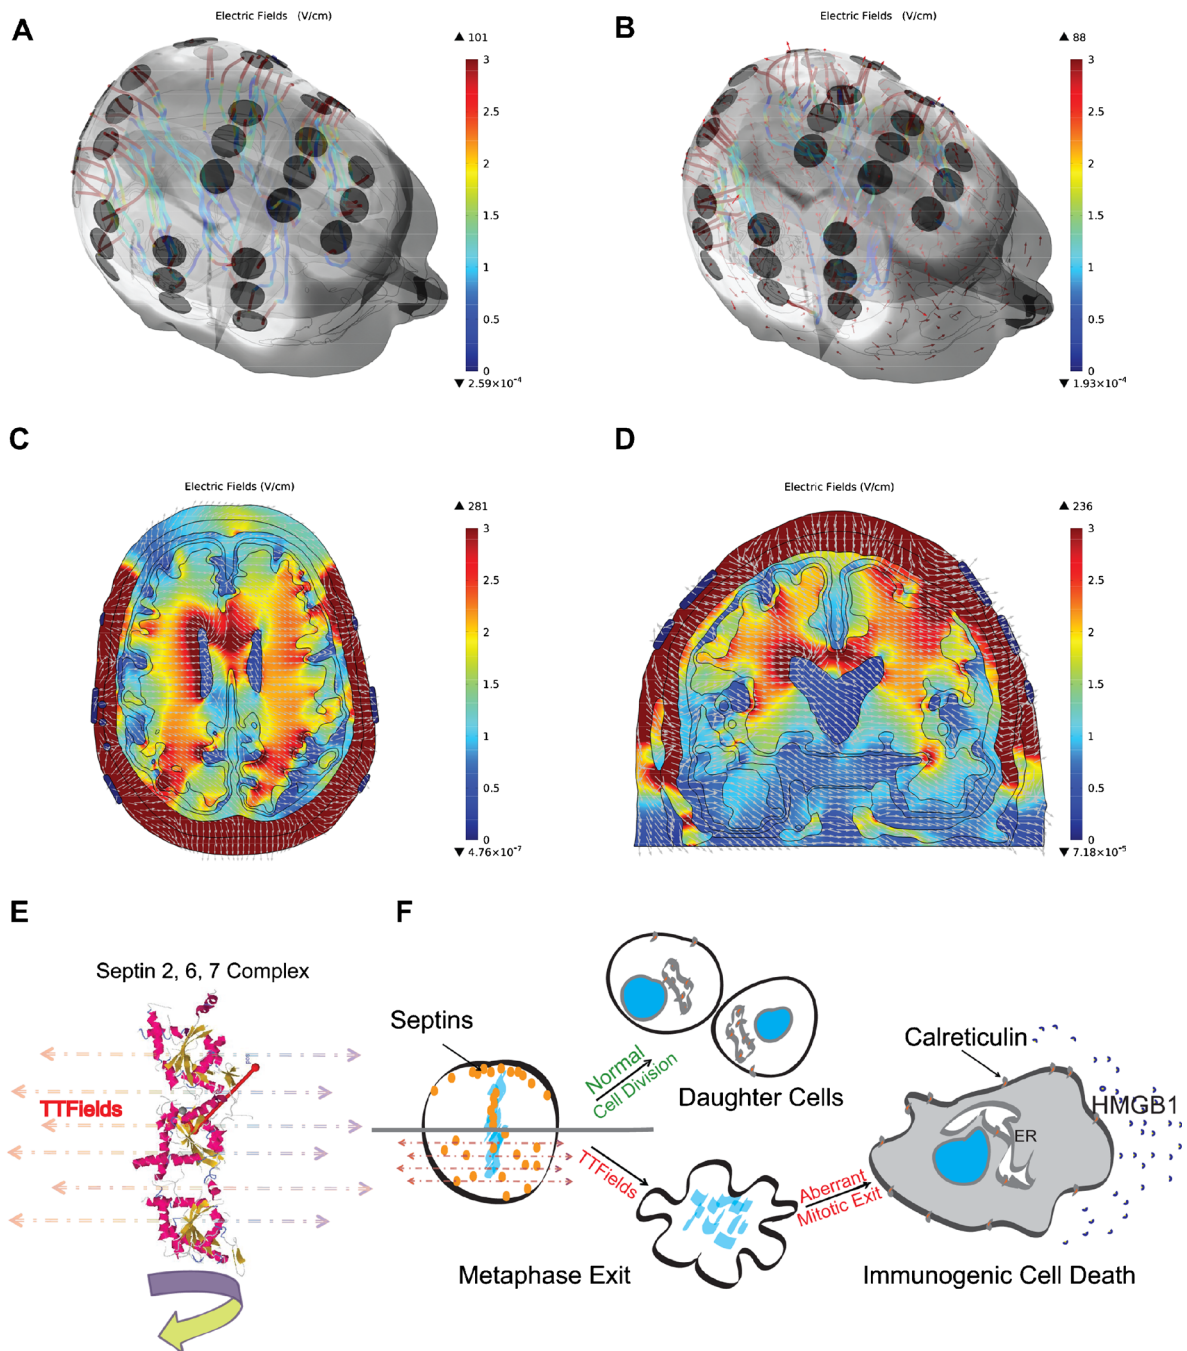 A
Electric Fields (V/cm)
▲ 101
3
2.5
2
1.5
1
0.5
0
▼ 2.59×10⁻⁴
B
Electric Fields (V/cm)
▲ 88
3
2.5
2
1.5
1
0.5
0
▼ 1.93×10⁻⁴
C
Electric Fields (V/cm)
▲ 281
3
2.5
2
1.5
1
0.5
0
▼ 4.76×10⁻⁷
D
Electric Fields (V/cm)
▲ 236
3
2.5
2
1.5
1
0.5
0
▼ 7.18×10⁻⁵
E
Septin 2, 6, 7 Complex
TTFields
F
Septins
Normal
Cell Division
Daughter Cells
TTFields
Metaphase Exit
Aberrant
Mitotic Exit
Calreticulin
HMGB1
ER
Immunogenic Cell Death